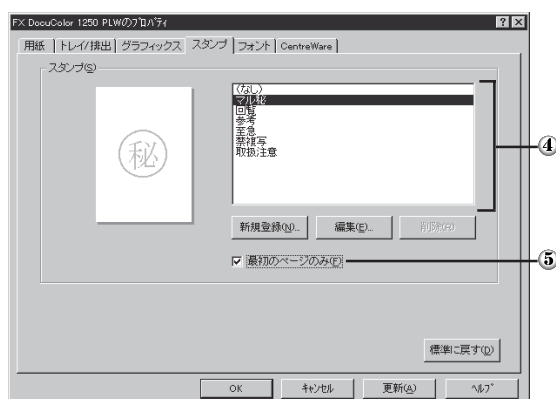 FX DocuColor 1250 PLWのﾌﾟﾛﾊﾟﾃｨ
用紙 トレイ/排出 グラフィックス スタンプ フォント CentreWare
スタンプ(S)
(なし)
マル秘
回覧
参考
至急
禁複写
取扱注意
秘
④
新規登録(N)... 編集(E)... 削除(R)
最初のページのみ(F)
⑤
標準に戻す(D)
OK ｷｬﾝｾﾙ 更新(A) ﾍﾙﾌﾟ